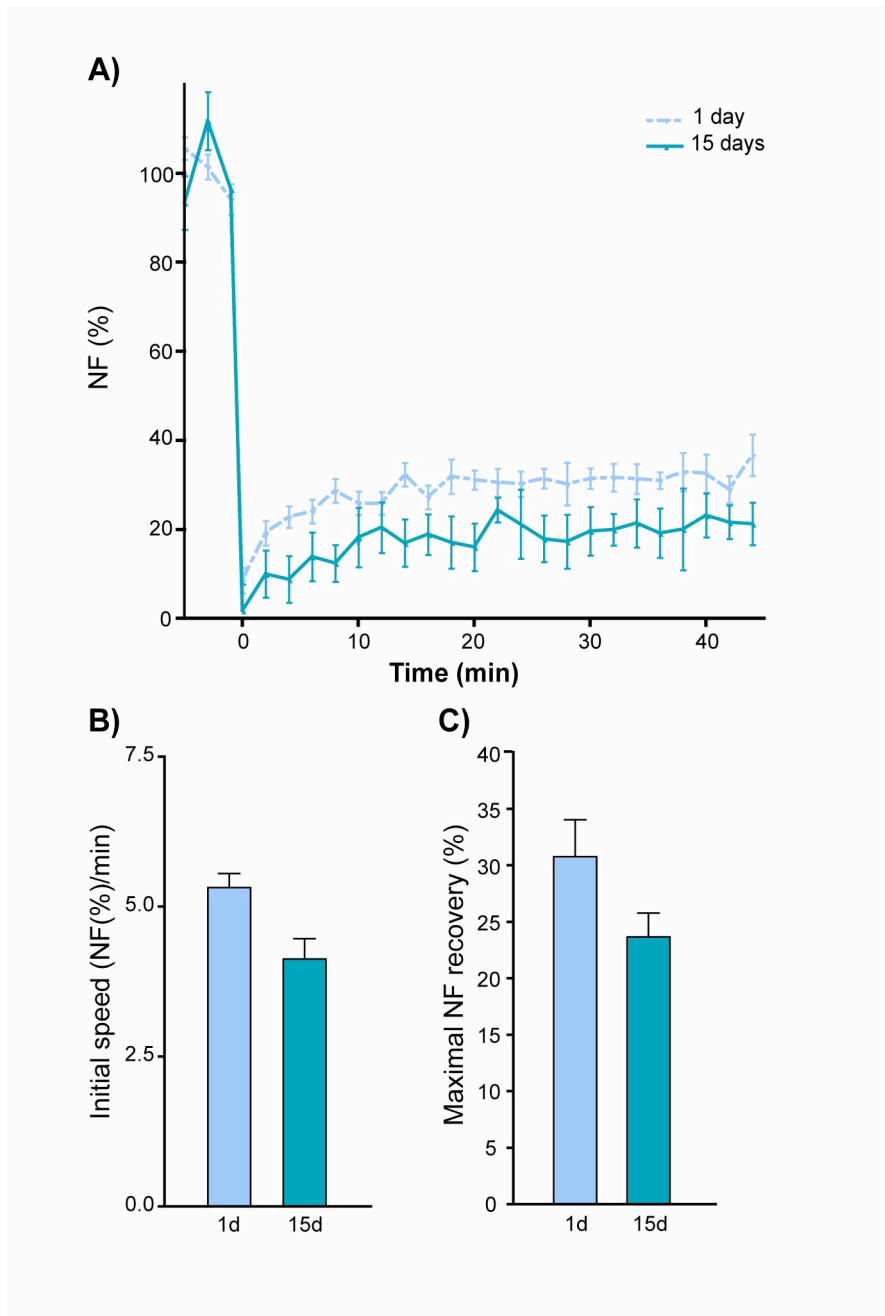 A)
1 day
15 days
NF (%)
100
80
60
40
20
0
0 10 20 30 40
Time (min)
B)
Initial speed (NF(%)/min)
7.5
5.0
2.5
0.0
1d 15d
C)
Maximal NF recovery (%)
40
35
30
25
20
15
10
5
0
1d 15d